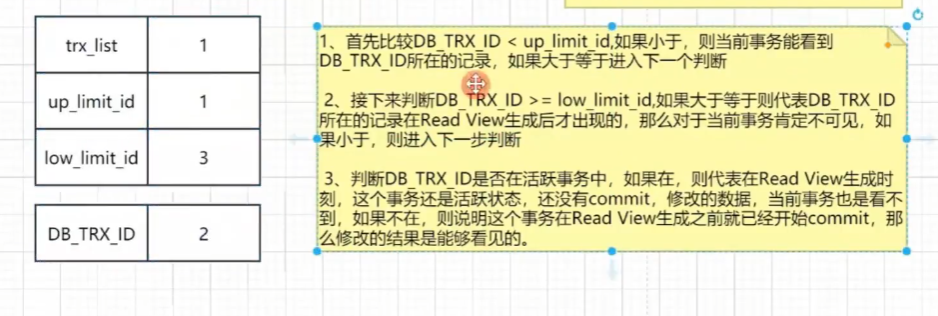 trx_list 1
up_limit_id 1
low_limit_id 3
DB_TRX_ID 2
1、首先比较DB_TRX_ID < up_limit_id,如果小于，则当前事务能看到
DB_TRX_ID所在的记录，如果大于等于进入下一个判断
2、接下来判断DB_TRX_ID >= low_limit_id,如果大于等于则代表DB_TRX_ID
所在的记录在Read View生成后才出现的，那么对于当前事务肯定不可见，如
果小于，则进入下一步判断
3、判断DB_TRX_ID是否在活跃事务中，如果在，则代表在Read View生成时
刻，这个事务还是活跃状态，还没有commit，修改的数据，当前事务也是看不
到，如果不在，则说明这个事务在Read View生成之前就已经开始commit，那
么修改的结果是能够看见的。